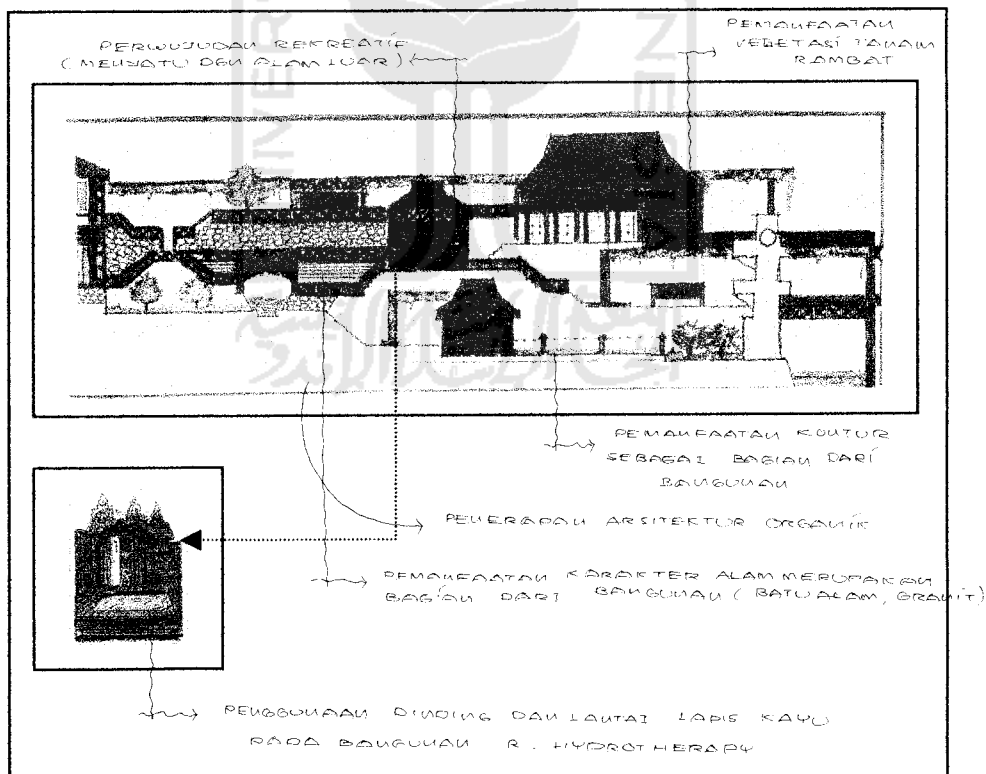 PERWUJUDAN REKREATIF
(MENYATU DGN ALAM LUAR)
PEMANFAATAN
VEGETASI TANAM
RAMBAT
PEMANFAATAN KONTUR
SEBAGAI BAGIAN DARI
BANGUNAN
PENERAPAN ARSITEKTUR ORGANIK
PEMANFAATAN KARAKTER ALAM MERUPAKAN
BAGIAN DARI BANGUNAN (BATU ALAM, GRANIT)
PENGGUNAAN DINDING DAN LANTAI LAPIS KAYU
PADA BANGUNAN R. HYDROTHERAPY